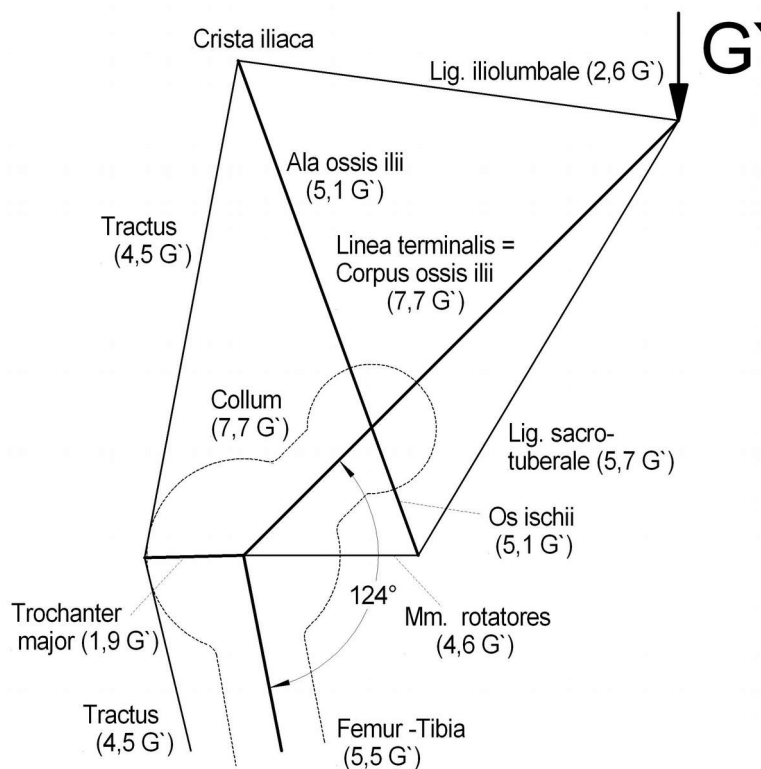 Crista iliaca
G`
Lig. iliolumbale (2,6 G`)
Ala ossis ilii
(5,1 G`)
Tractus
(4,5 G`)
Linea terminalis =
Corpus ossis ilii
(7,7 G`)
Collum
(7,7 G`)
Lig. sacro-
tuberale (5,7 G`)
Os ischii
(5,1 G`)
124°
Trochanter
major (1,9 G`)
Mm. rotatores
(4,6 G`)
Tractus
(4,5 G`)
Femur -Tibia
(5,5 G`)